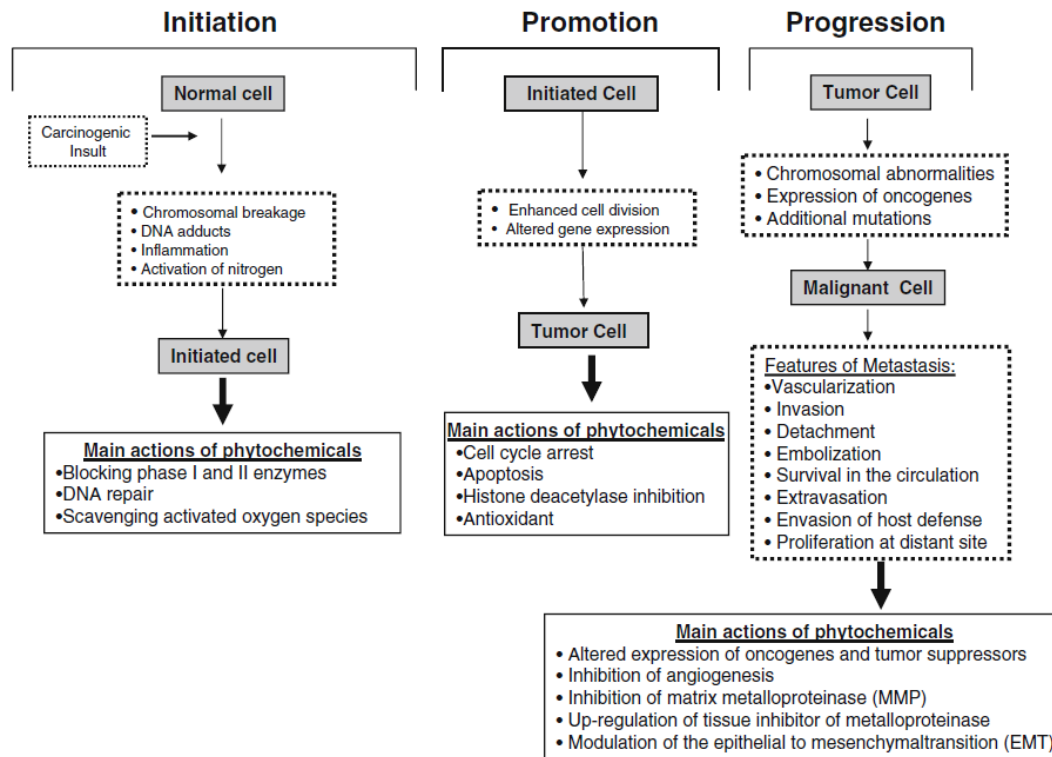 Initiation
Normal cell
Carcinogenic
Insult
• Chromosomal breakage
• DNA adducts
• Inflammation
• Activation of nitrogen
Initiated cell
Main actions of phytochemicals
•Blocking phase I and II enzymes
•DNA repair
•Scavenging activated oxygen species
Promotion
Initiated Cell
• Enhanced cell division
• Altered gene expression
Tumor Cell
Main actions of phytochemicals
•Cell cycle arrest
•Apoptosis
•Histone deacetylase inhibition
•Antioxidant
Progression
Tumor Cell
• Chromosomal abnormalities
• Expression of oncogenes
• Additional mutations
Malignant Cell
Features of Metastasis:
•Vascularization
• Invasion
• Detachment
• Embolization
• Survival in the circulation
• Extravasation
• Envasion of host defense
• Proliferation at distant site
Main actions of phytochemicals
• Altered expression of oncogenes and tumor suppressors
• Inhibition of angiogenesis
• Inhibition of matrix metalloproteinase (MMP)
• Up-regulation of tissue inhibitor of metalloproteinase
• Modulation of the epithelial to mesenchymaltransition (EMT)